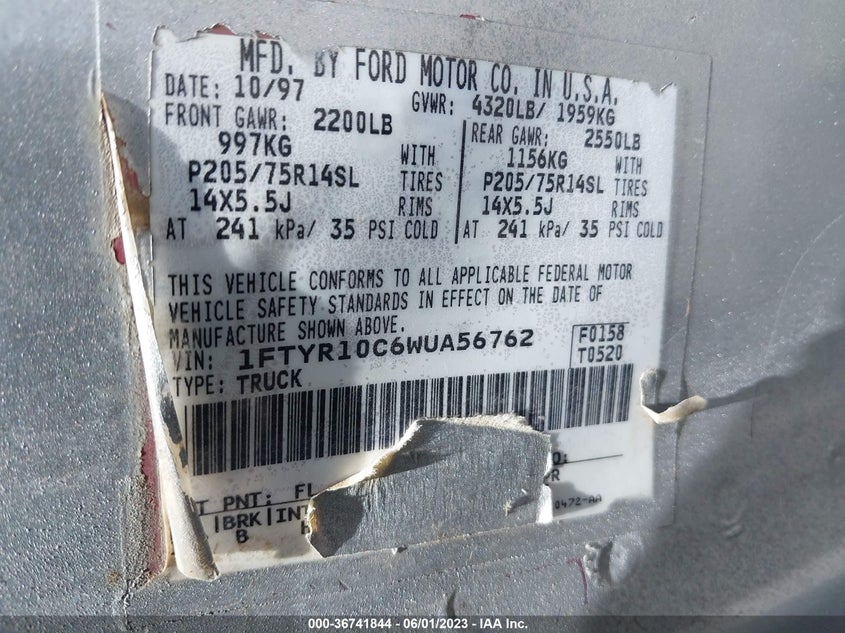 MFD. BY FORD MOTOR CO. IN U.S.A.
DATE: 10/97 GVWR: 4320LB/ 1959KG
FRONT GAWR: 2200LB REAR GAWR: 2550LB
997KG WITH 1156KG WITH
P205/75R14SL TIRES P205/75R14SL TIRES
14X5.5J RIMS 14X5.5J RIMS
AT 241 kPa/ 35 PSI COLD AT 241 kPa/ 35 PSI COLD
THIS VEHICLE CONFORMS TO ALL APPLICABLE FEDERAL MOTOR
VEHICLE SAFETY STANDARDS IN EFFECT ON THE DATE OF
MANUFACTURE SHOWN ABOVE.
VIN: 1FTYR10C6WUA56762 F0158
TYPE: TRUCK T0520
T PNT: FL
BRK INT
B
000-36741844 - 06/01/2023 - IAA Inc.